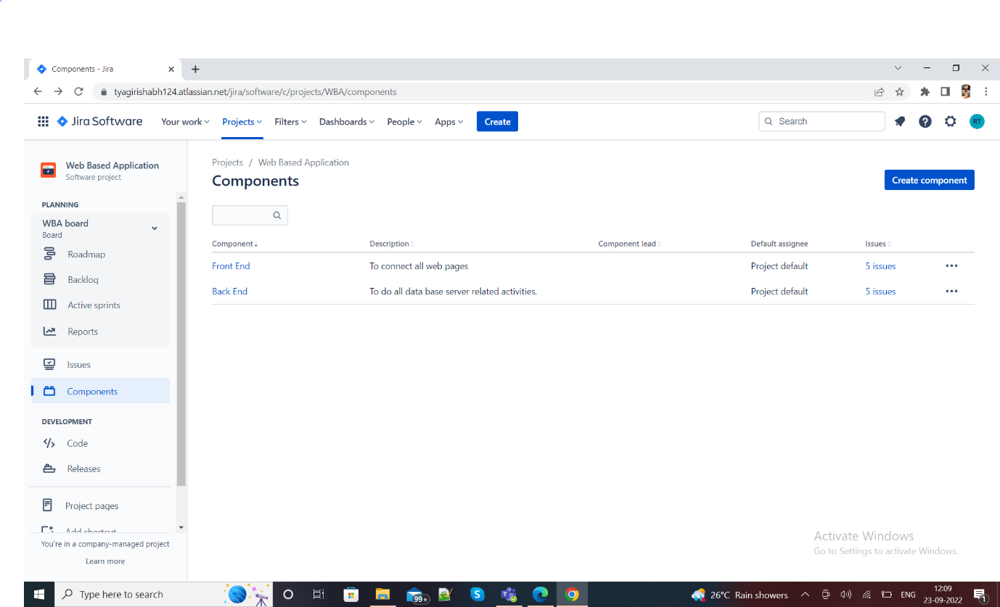 Components - Jira
tyagirishabh124.atlassian.net/jira/software/c/projects/WBA/components
Jira Software Your work Projects Filters Dashboards People Apps Create Search RT
Web Based Application
Software project
PLANNING
WBA board
Board
Roadmap
Backlog
Active sprints
Reports
Issues
Components
DEVELOPMENT
Code
Releases
Project pages
Add shortcut
You're in a company-managed project
Learn more
Projects / Web Based Application
Components
Create component
Component Description Component lead Default assignee Issues
Front End To connect all web pages Project default 5 issues
Back End To do all data base server related activities. Project default 5 issues
Activate Windows
Go to Settings to activate Windows.
Type here to search
99+
S
26°C Rain showers
ENG
12:09
23-09-2022
1